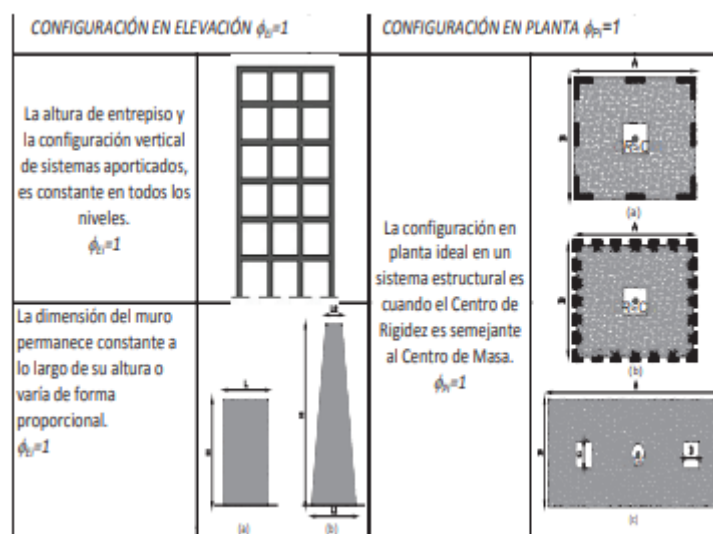 CONFIGURACIÓN EN ELEVACIÓN ϕEi=1
CONFIGURACIÓN EN PLANTA ϕPi=1
La altura de entrepiso y
la configuración vertical
de sistemas aporticados,
es constante en todos los
niveles.
ϕEi=1
La dimensión del muro
permanece constante a
lo largo de su altura o
varía de forma
proporcional.
ϕEi=1
L
(a)
(b)
La configuración en
planta ideal en un
sistema estructural es
cuando el Centro de
Rigidez es semejante
al Centro de Masa.
ϕPi=1
A
(a)
A
(b)
(c)